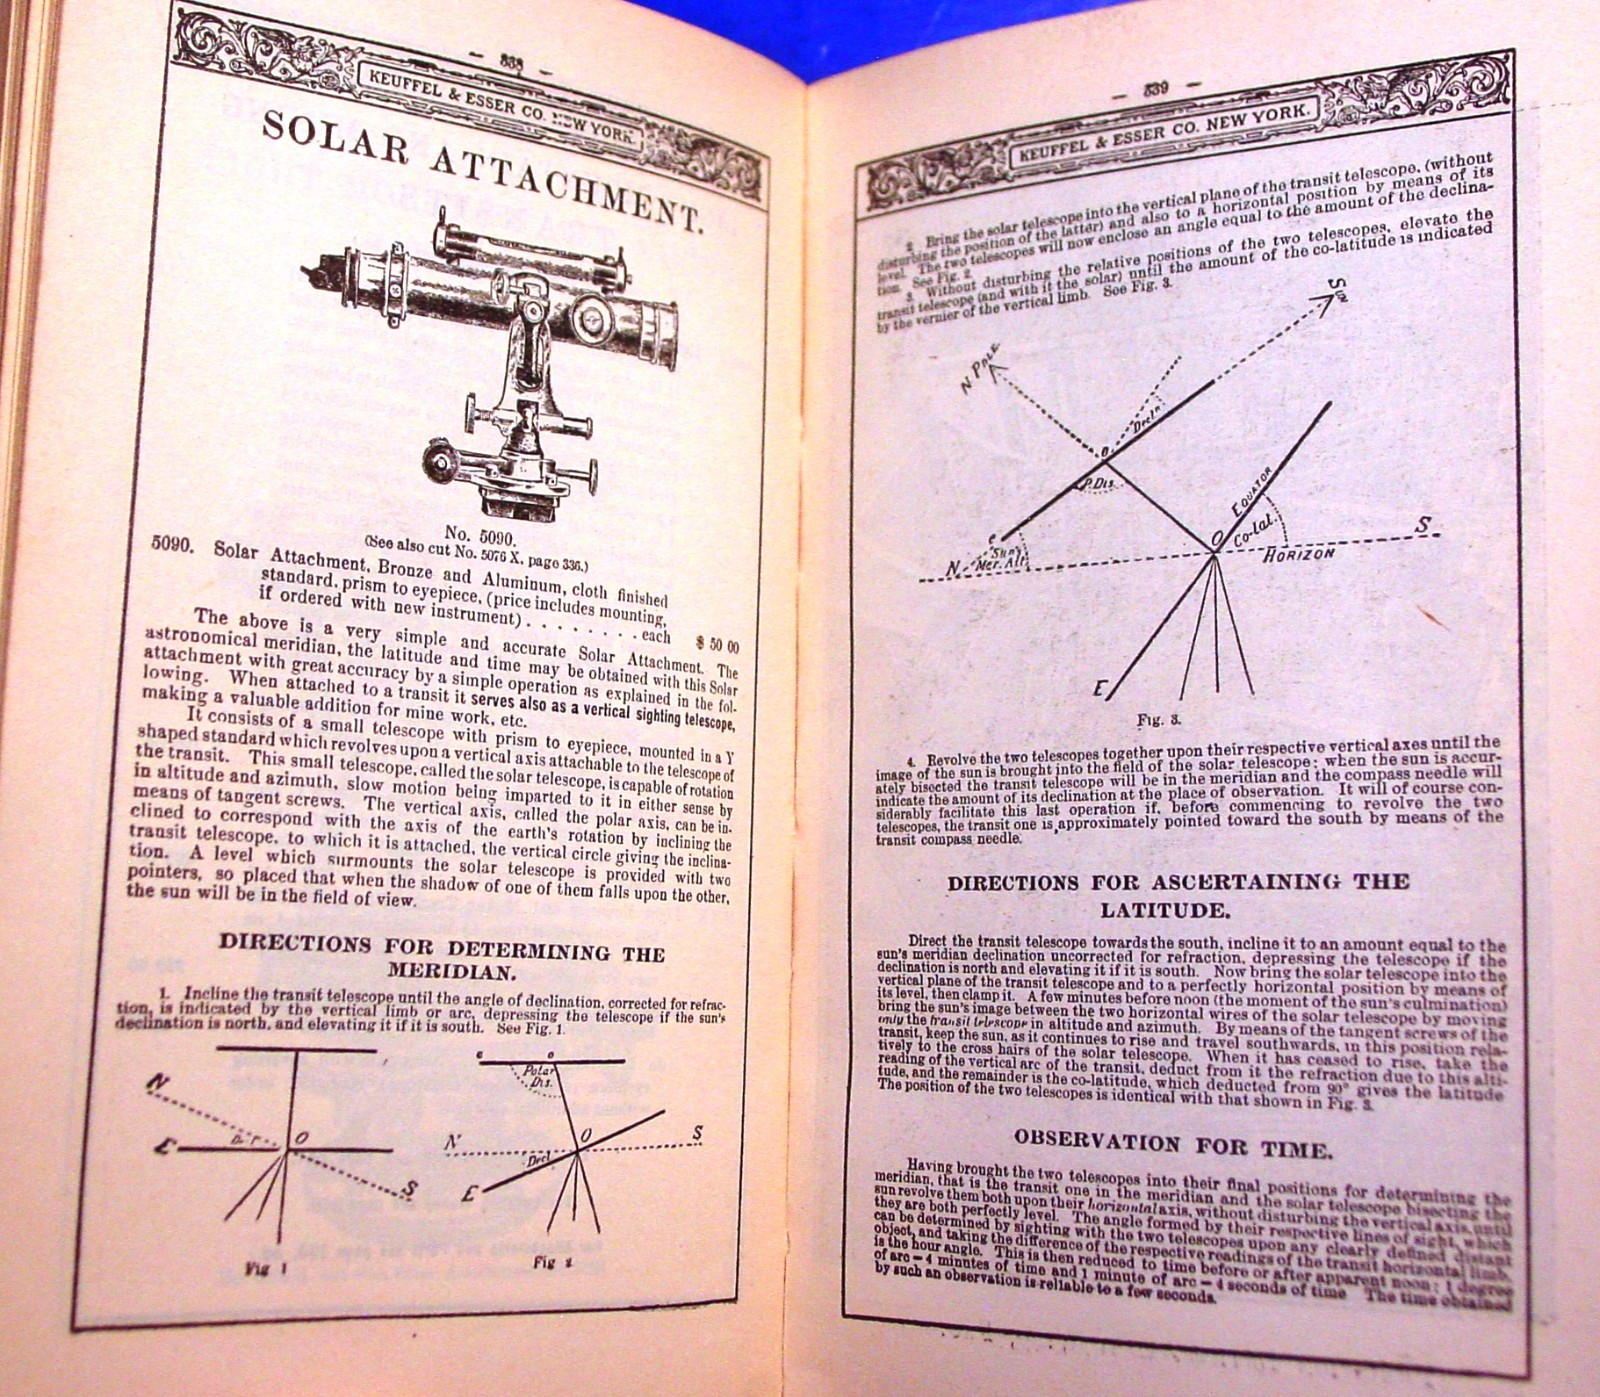 — 338 —
KEUFFEL & ESSER CO. NEW YORK.
SOLAR ATTACHMENT.
No. 5090.
(See also cut No. 5076 X, page 336.)
5090. Solar Attachment, Bronze and Aluminum, cloth finished
standard, prism to eyepiece, (price includes mounting,
if ordered with new instrument) . . . . . . . . each $ 50 00
The above is a very simple and accurate Solar Attachment. The
astronomical meridian, the latitude and time may be obtained with this Solar
attachment with great accuracy by a simple operation as explained in the fol-
lowing. When attached to a transit it serves also as a vertical sighting telescope,
making a valuable addition for mine work, etc.
It consists of a small telescope with prism to eyepiece, mounted in a Y
shaped standard which revolves upon a vertical axis attachable to the telescope of
the transit. This small telescope, called the solar telescope, is capable of rotation
in altitude and azimuth, slow motion being imparted to it in either sense by
means of tangent screws. The vertical axis, called the polar axis, can be in-
clined to correspond with the axis of the earth's rotation by inclining the
transit telescope, to which it is attached, the vertical circle giving the inclina-
tion. A level which surmounts the solar telescope is provided with two
pointers, so placed that when the shadow of one of them falls upon the other,
the sun will be in the field of view.
DIRECTIONS FOR DETERMINING THE
MERIDIAN.
1. Incline the transit telescope until the angle of declination, corrected for refrac-
tion, is indicated by the vertical limb or arc, depressing the telescope if the sun's
declination is north, and elevating it if it is south. See Fig. 1.
N
E
O
S
Fig 1
e o
Polar
Dis.
N
O
S
Decl.
E
Fig 2
— 339 —
KEUFFEL & ESSER CO. NEW YORK.
2. Bring the solar telescope into the vertical plane of the transit telescope, (without
disturbing the position of the latter) and also to a horizontal position by means of its
level. The two telescopes will now enclose an angle equal to the amount of the declina-
tion. See Fig. 2.
3. Without disturbing the relative positions of the two telescopes, elevate the
transit telescope (and with it the solar) until the amount of the co-latitude is indicated
by the vernier of the vertical limb. See Fig. 3.
N POLE
Sun
Decl'n
o
P.Dis.
EQUATOR
e
Sun's
Mer. Alt.
N
O
Co-lat.
S
HORIZON
E
Fig. 3.
4. Revolve the two telescopes together upon their respective vertical axes until the
image of the sun is brought into the field of the solar telescope; when the sun is accur-
ately bisected the transit telescope will be in the meridian and the compass needle will
indicate the amount of its declination at the place of observation. It will of course con-
siderably facilitate this last operation if, before commencing to revolve the two
telescopes, the transit one is approximately pointed toward the south by means of the
transit compass needle.
DIRECTIONS FOR ASCERTAINING THE
LATITUDE.
Direct the transit telescope towards the south, incline it to an amount equal to the
sun's meridian declination uncorrected for refraction, depressing the telescope if the
declination is north and elevating it if it is south. Now bring the solar telescope into the
vertical plane of the transit telescope and to a perfectly horizontal position by means of
its level, then clamp it. A few minutes before noon (the moment of the sun's culmination)
bring the sun's image between the two horizontal wires of the solar telescope by moving
only the transit telescope in altitude and azimuth. By means of the tangent screws of the
transit, keep the sun, as it continues to rise and travel southwards, in this position rela-
tively to the cross hairs of the solar telescope. When it has ceased to rise, take the
reading of the vertical arc of the transit, deduct from it the refraction due to this alti-
tude, and the remainder is the co-latitude, which deducted from 90° gives the latitude
The position of the two telescopes is identical with that shown in Fig. 3.
OBSERVATION FOR TIME.
Having brought the two telescopes into their final positions for determining the
meridian, that is the transit one in the meridian and the solar telescope bisecting the
sun revolve them both upon their horizontal axis, without disturbing the vertical axis, until
they are both perfectly level. The angle formed by their respective lines of sight, which
can be determined by sighting with the two telescopes upon any clearly defined distant
object, and taking the difference of the respective readings of the transit horizontal limb,
is the hour angle. This is then reduced to time before or after apparent noon: 1 degree
of arc — 4 minutes of time and 1 minute of arc — 4 seconds of time The time obtained
by such an observation is reliable to a few seconds.